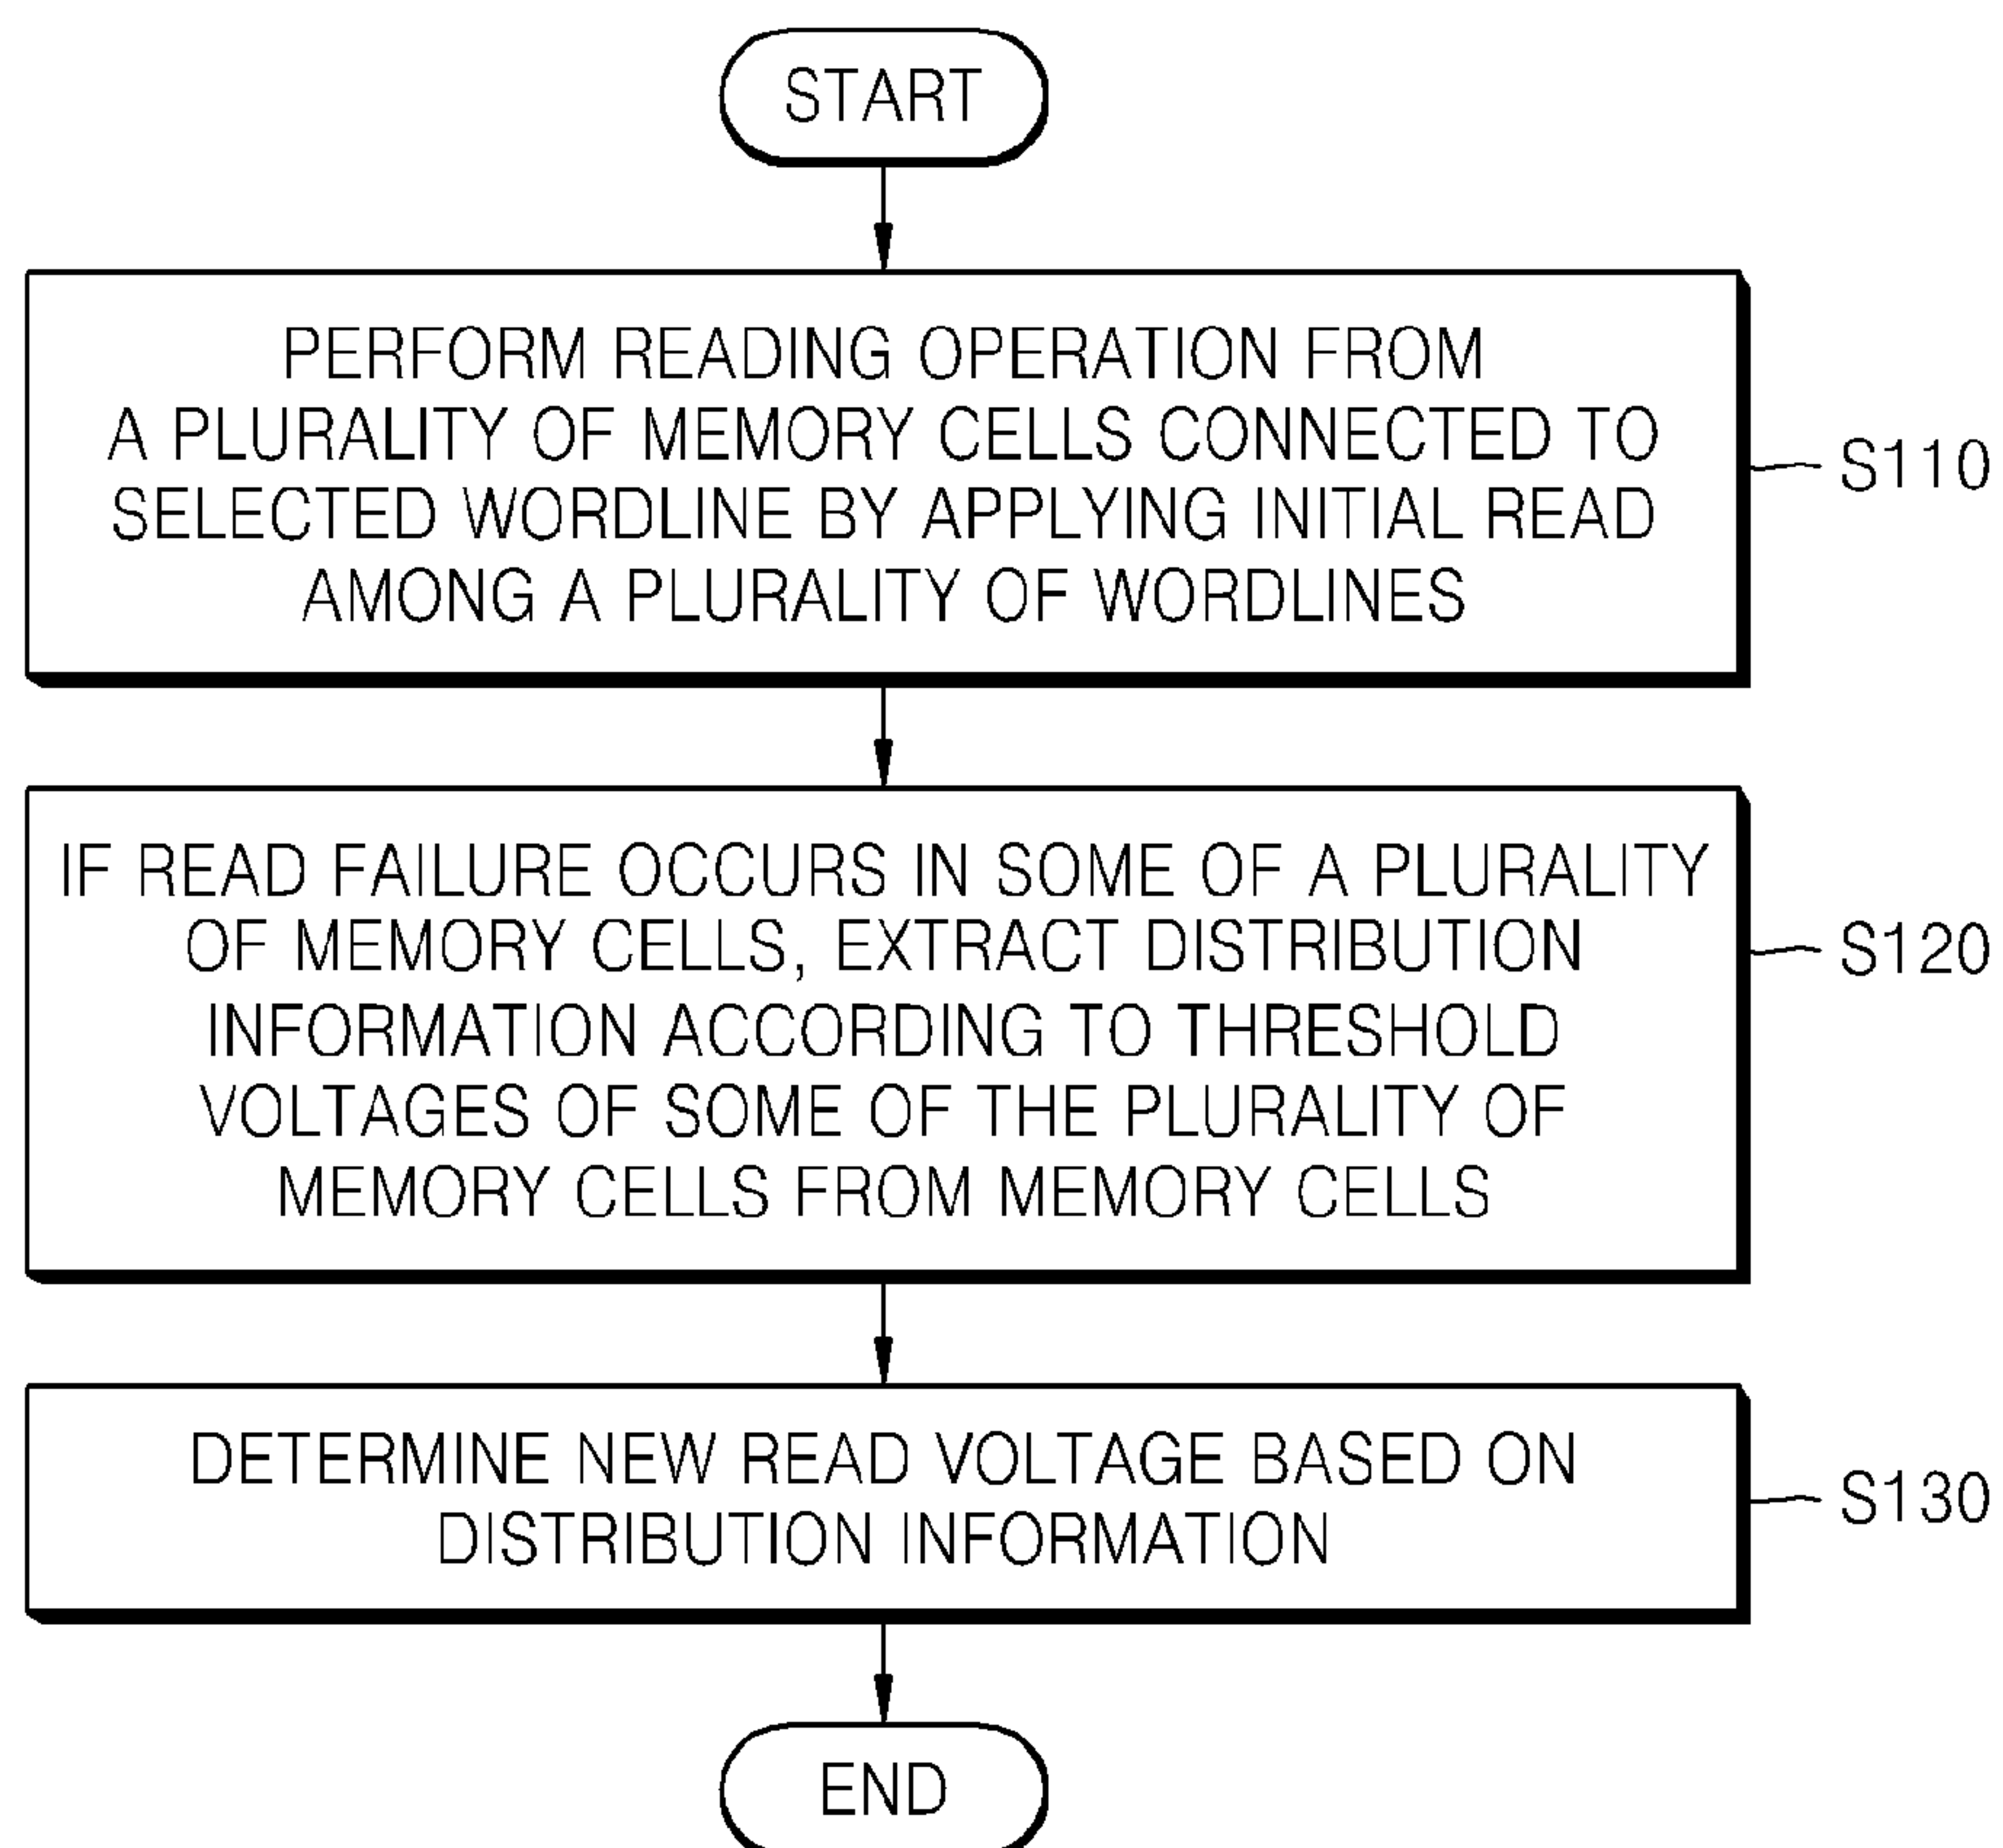 START
PERFORM READING OPERATION FROM
A PLURALITY OF MEMORY CELLS CONNECTED TO
SELECTED WORDLINE BY APPLYING INITIAL READ
AMONG A PLURALITY OF WORDLINES
S110
IF READ FAILURE OCCURS IN SOME OF A PLURALITY
OF MEMORY CELLS, EXTRACT DISTRIBUTION
INFORMATION ACCORDING TO THRESHOLD
VOLTAGES OF SOME OF THE PLURALITY OF
MEMORY CELLS FROM MEMORY CELLS
S120
DETERMINE NEW READ VOLTAGE BASED ON
DISTRIBUTION INFORMATION
S130
END